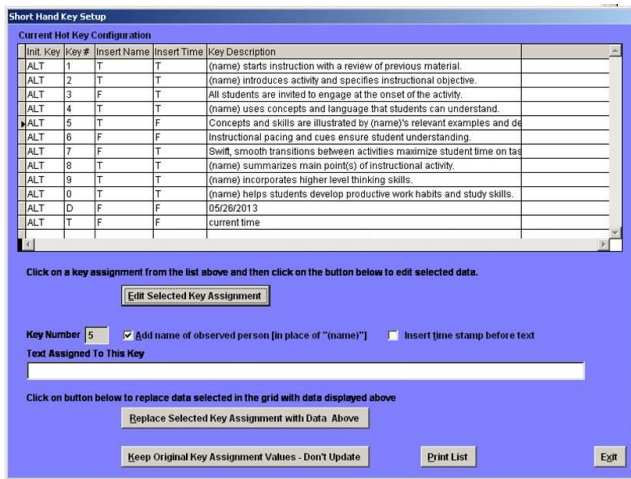 Short Hand Key Setup
Current Hot Key Configuration
Init. Key Key # Insert Name Insert Time Key Description
ALT 1 T T (name) starts instruction with a review of previous material.
ALT 2 T T (name) introduces activity and specifies instructional objective.
ALT 3 F T All students are invited to engage at the onset of the activity.
ALT 4 T T (name) uses concepts and language that students can understand.
ALT 5 T F Concepts and skills are illustrated by (name)'s relevant examples and de
ALT 6 F F Instructional pacing and cues ensure student understanding.
ALT 7 F T Swift, smooth transitions between activities maximize student time on tas
ALT 8 T T (name) summarizes main point(s) of instructional activity.
ALT 9 T T (name) incorporates higher level thinking skills.
ALT 0 T T (name) helps students develop productive work habits and study skills.
ALT D F F 05/26/2013
ALT T F F current time
Click on a key assignment from the list above and then click on the button below to edit selected data.
Edit Selected Key Assignment
Key Number 5 Add name of observed person [in place of "(name)"] Insert time stamp before text
Text Assigned To This Key
Click on button below to replace data selected in the grid with data displayed above
Replace Selected Key Assignment with Data Above
Keep Original Key Assignment Values - Don't Update Print List Exit